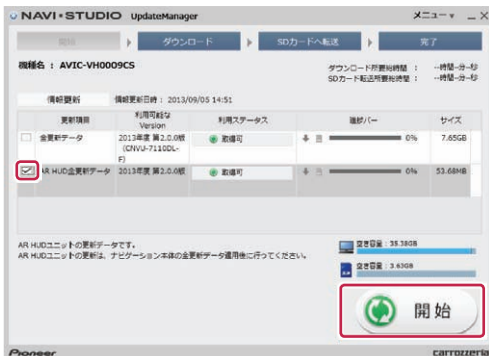 NAVI・STUDIO UpdateManager
メニュー
開始 ダウンロード SDカードへ転送 完了
機種名 : AVIC-VH0009CS
ダウンロード所要総時間 : --時間-分-秒
SDカード転送所要総時間 : --時間-分-秒
情報更新 情報更新日時 : 2013/09/05 14:51
更新項目 利用可能な Version 利用ステータス 進捗バー サイズ
全更新データ 2013年度 第2.0.0版 取得可 0% 7.65GB
(CNVU-7110DL-
F)
AR HUD全更新データ 2013年度 第2.0.0版 取得可 0% 53.68MB
AR HUDユニットの更新データです。
AR HUDユニットの更新は、ナビゲーション本体の全更新データ適用後に行ってください。
空き容量 : 35.38GB
空き容量 : 3.63GB
開始
Pioneer carrozzeria